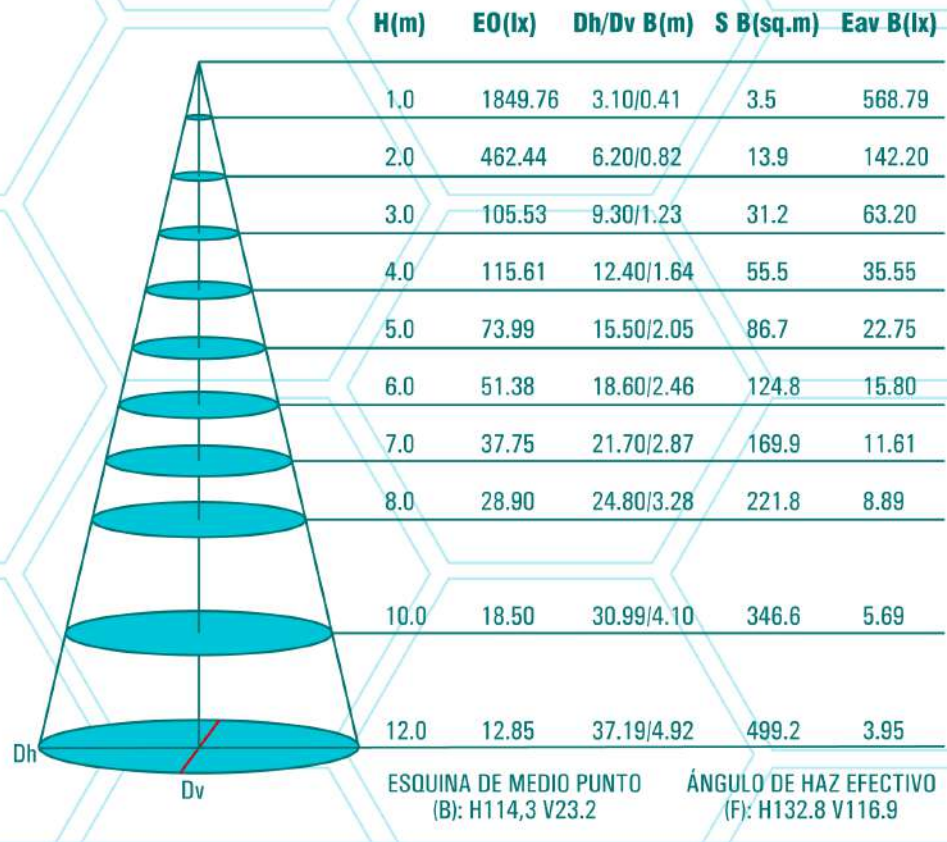 H(m) EO(lx) Dh/Dv B(m) S B(sq.m) Eav B(lx)
1.0 1849.76 3.10/0.41 3.5 568.79
2.0 462.44 6.20/0.82 13.9 142.20
3.0 105.53 9.30/1.23 31.2 63.20
4.0 115.61 12.40/1.64 55.5 35.55
5.0 73.99 15.50/2.05 86.7 22.75
6.0 51.38 18.60/2.46 124.8 15.80
7.0 37.75 21.70/2.87 169.9 11.61
8.0 28.90 24.80/3.28 221.8 8.89
10.0 18.50 30.99/4.10 346.6 5.69
12.0 12.85 37.19/4.92 499.2 3.95
Dh
Dv
ESQUINA DE MEDIO PUNTO
(B): H114,3 V23.2
ÁNGULO DE HAZ EFECTIVO
(F): H132.8 V116.9